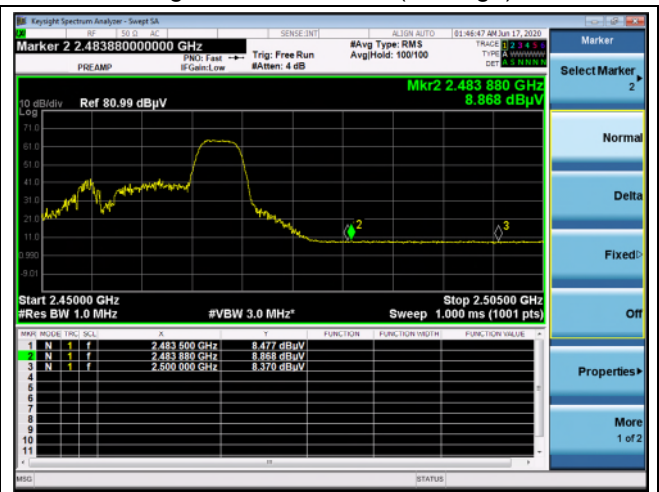 Keysight Spectrum Analyzer - Swept SA
RF 50 Ω AC SENSE:INT ALIGN AUTO 01:46:47 AM Jun 17, 2020
Marker 2 2.483880000000 GHz
PREAMP
PNO: Fast
IFGain:Low
Trig: Free Run
#Atten: 4 dB
#Avg Type: RMS
Avg|Hold: 100/100
TRACE 1 2 3 4 5 6
TYPE A WWWWW
DET A S N N N N
Mkr2 2.483 880 GHz
8.868 dBµV
10 dB/div Ref 80.99 dBµV
Log
71.0
61.0
51.0
41.0
31.0
21.0
11.0
0.990
-9.01
2
3
Start 2.45000 GHz Stop 2.50500 GHz
#Res BW 1.0 MHz #VBW 3.0 MHz* Sweep 1.000 ms (1001 pts)
MKR MODE TRC SCL X Y FUNCTION FUNCTION WIDTH FUNCTION VALUE
1 N 1 f 2.483 500 GHz 8.477 dBuV
2 N 1 f 2.483 880 GHz 8.868 dBuV
3 N 1 f 2.500 000 GHz 8.370 dBuV
4
5
6
7
8
9
10
11
MSG STATUS
Marker
Select Marker
2
Normal
Delta
Fixed
Off
Properties
More
1 of 2